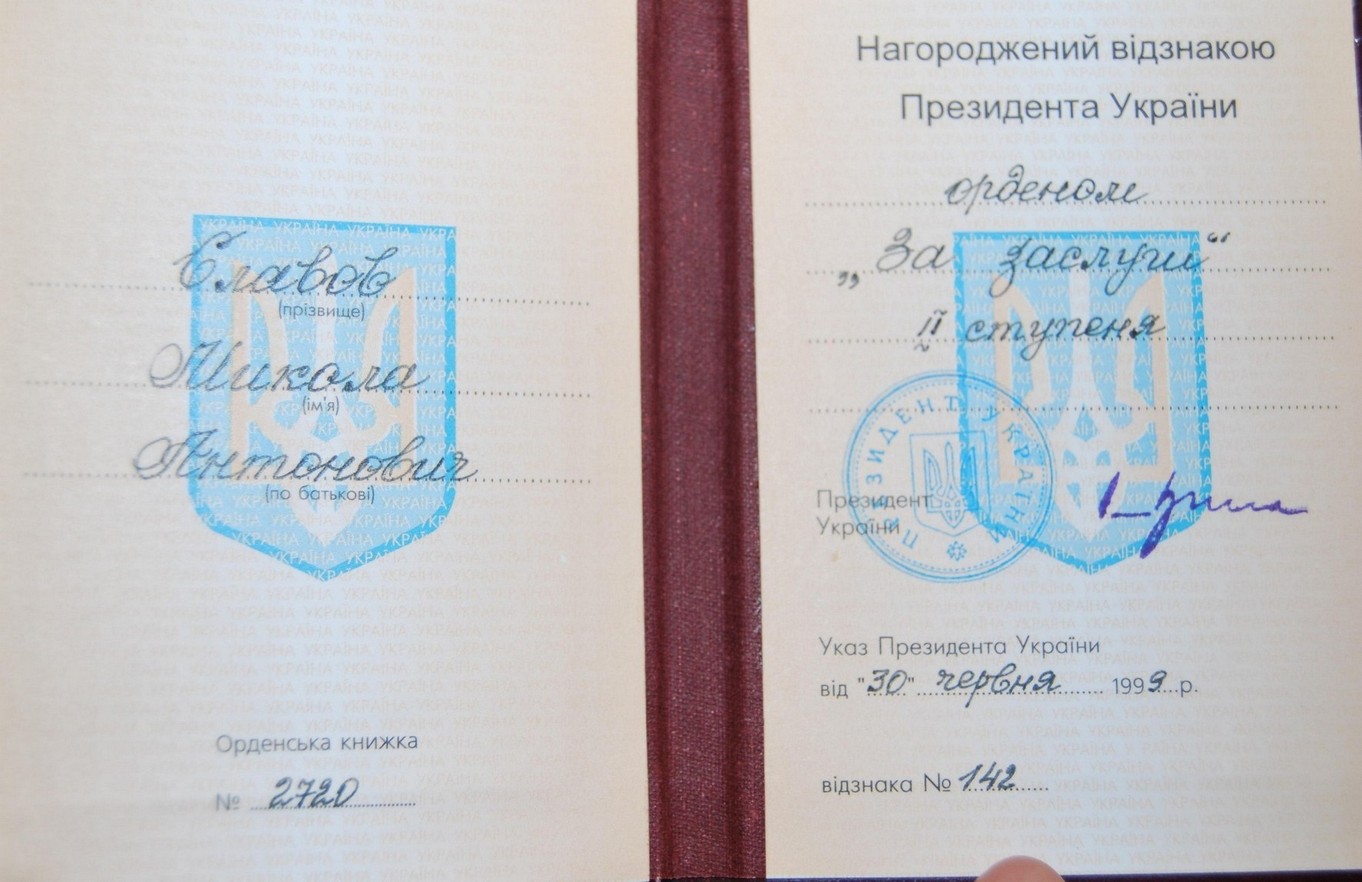 Славов
(прізвище)
Микола
(ім'я)
Антонович
(по батькові)
Орденська книжка
№ 2720
Нагороджений відзнакою
Президента України
орденом
„За заслуги“
ІІ ступеня
ПРЕЗИДЕНТ УКРАЇНИ
Президент
України
Указ Президента України
від "30" червня 1999 р.
відзнака № 142